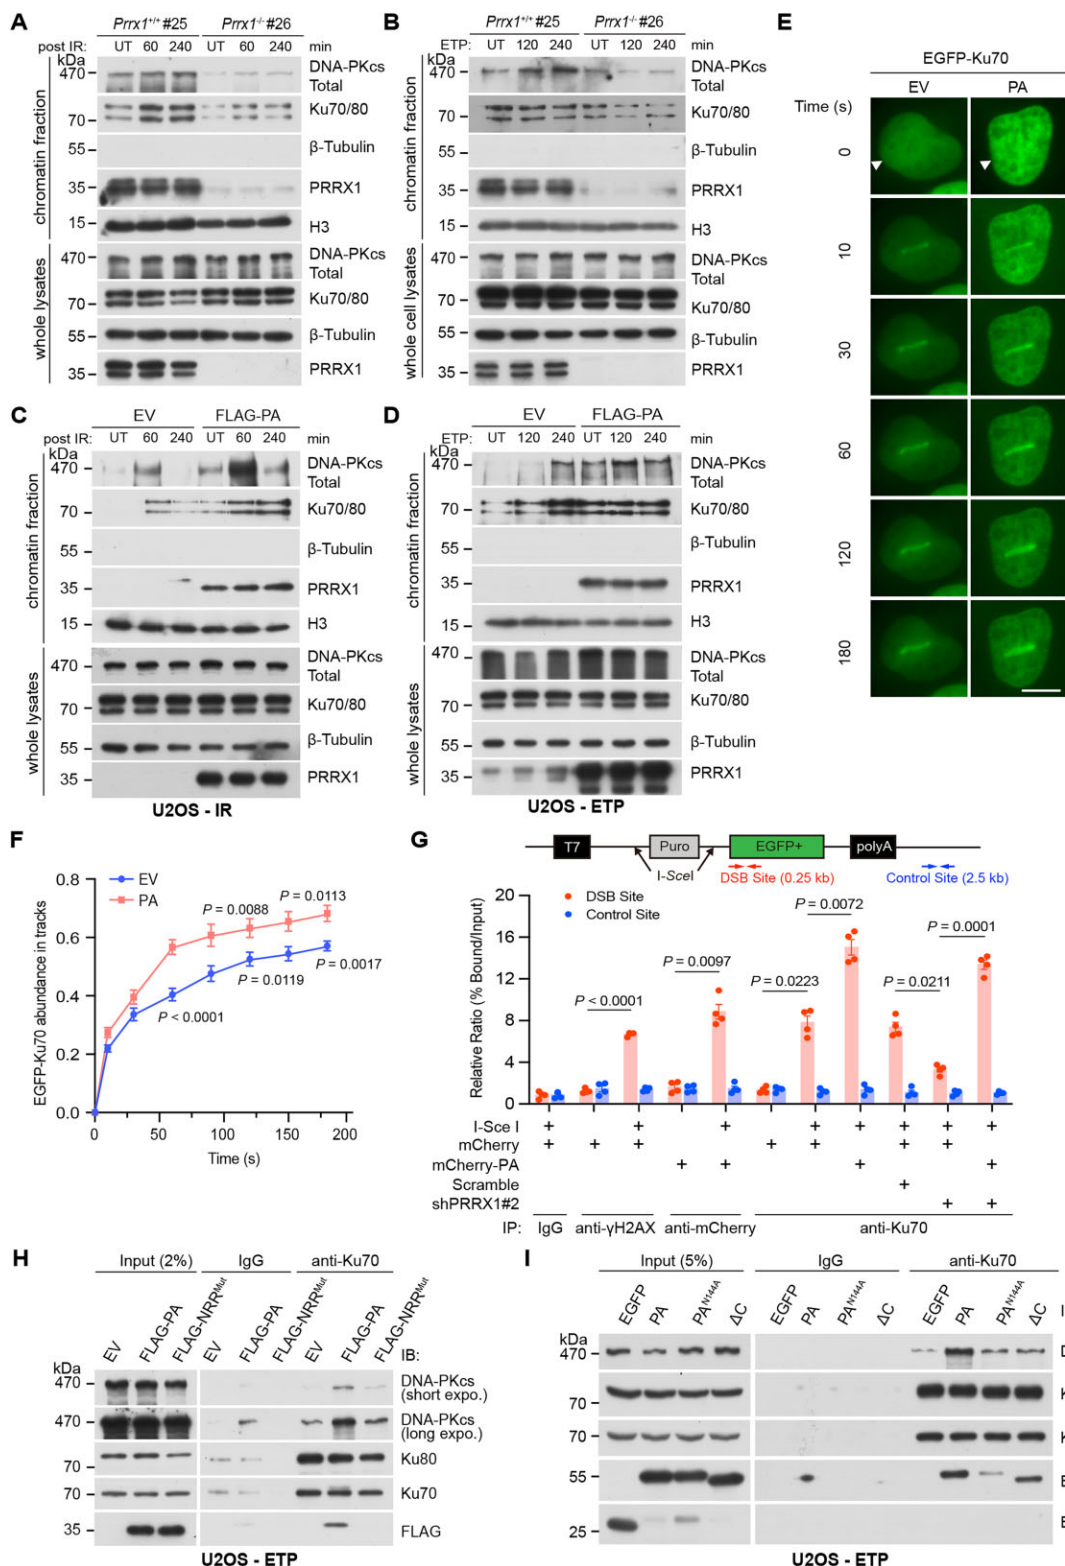 A
Prrx1+/+ #25 Prrx1-/- #26
post IR: UT 60 240 UT 60 240 min
kDa
chromatin fraction
470 DNA-PKcs Total
70 Ku70/80
55 β-Tubulin
35 PRRX1
15 H3
whole lysates
470 DNA-PKcs Total
70 Ku70/80
55 β-Tubulin
35 PRRX1
B
Prrx1+/+ #25 Prrx1-/- #26
ETP: UT 120 240 UT 120 240 min
kDa
chromatin fraction
470 DNA-PKcs Total
70 Ku70/80
55 β-Tubulin
35 PRRX1
15 H3
whole cell lysates
470 DNA-PKcs Total
70 Ku70/80
55 β-Tubulin
35 PRRX1
C
EV FLAG-PA
post IR: UT 60 240 UT 60 240 min
kDa
chromatin fraction
470 DNA-PKcs Total
70 Ku70/80
55 β-Tubulin
35 PRRX1
15 H3
whole lysates
470 DNA-PKcs Total
70 Ku70/80
55 β-Tubulin
35 PRRX1
U2OS - IR
D
EV FLAG-PA
ETP: UT 120 240 UT 120 240 min
kDa
chromatin fraction
470 DNA-PKcs Total
70 Ku70/80
55 β-Tubulin
35 PRRX1
15 H3
whole lysates
470 DNA-PKcs Total
70 Ku70/80
55 β-Tubulin
35 PRRX1
U2OS - ETP
E
EGFP-Ku70
Time (s) EV PA
0
10
30
60
120
180
F
EGFP-Ku70 abundance in tracks
0.8
0.6
0.4
0.2
0.0
EV
PA
P = 0.0113
P = 0.0088
P = 0.0017
P = 0.0119
P < 0.0001
0 50 100 150 200
Time (s)
G
T7 Puro EGFP+ polyA
I-SceI
DSB Site (0.25 kb) Control Site (2.5 kb)
Relative Ratio (% Bound/Input)
20
16
12
8
4
0
DSB Site
Control Site
P = 0.0072
P = 0.0001
P = 0.0097
P = 0.0223
P = 0.0211
P < 0.0001
I-Sce I + + + + + + + +
mCherry + + + + + + +
mCherry-PA + + + +
Scramble +
shPRRX1#2 + +
IP: IgG anti-γH2AX anti-mCherry anti-Ku70
H
Input (2%) IgG anti-Ku70
EV FLAG-PA FLAG-NRRMut EV FLAG-PA FLAG-NRRMut EV FLAG-PA FLAG-NRRMut
kDa IB:
470 DNA-PKcs (short expo.)
470 DNA-PKcs (long expo.)
70 Ku80
70 Ku70
35 FLAG
U2OS - ETP
I
Input (5%) IgG anti-Ku70
EGFP PA PAN144A ΔC EGFP PA PAN144A ΔC EGFP PA PAN144A ΔC
kDa
470
70
70
55
25
U2OS - ETP